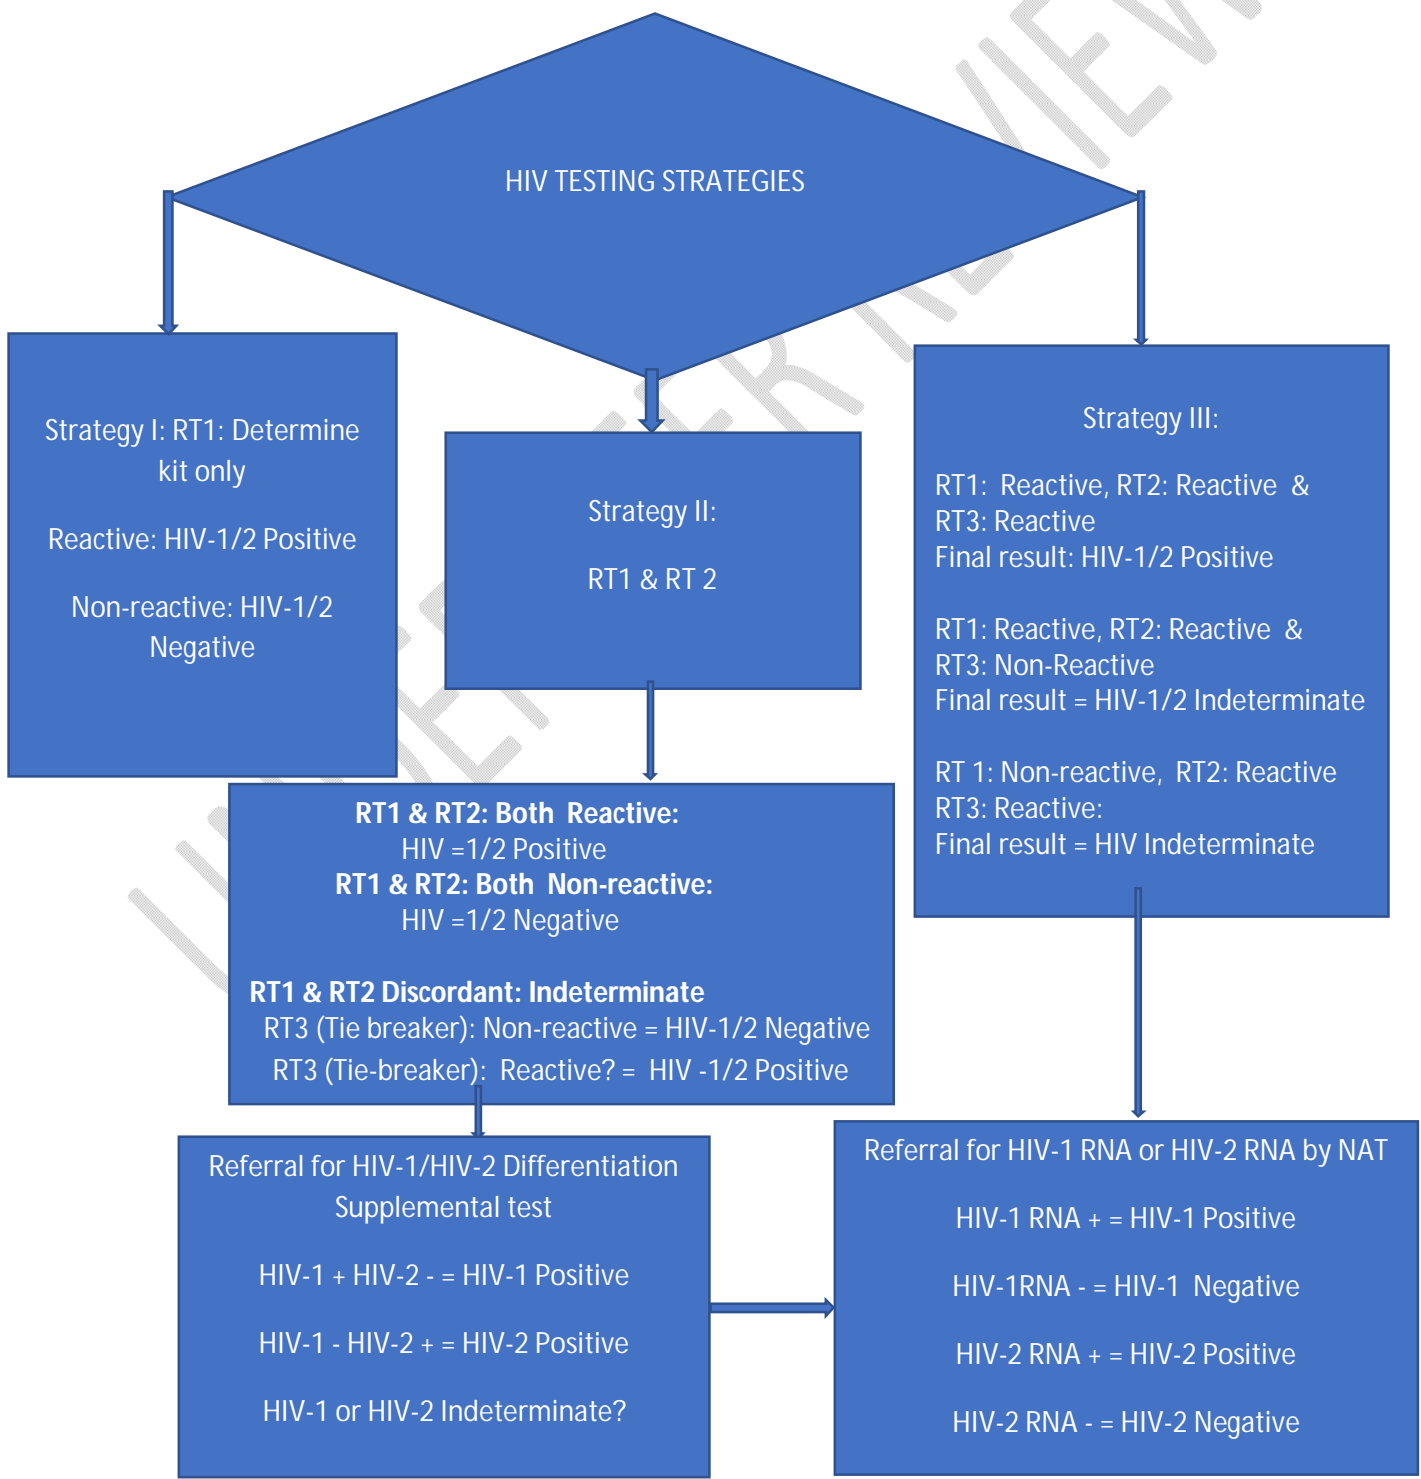 HIV TESTING STRATEGIES
Strategy I: RT1: Determine
kit only
Reactive: HIV-1/2 Positive
Non-reactive: HIV-1/2
Negative
Strategy II:
RT1 & RT 2
Strategy III:
RT1:  Reactive, RT2: Reactive  &
RT3: Reactive
Final result: HIV-1/2 Positive
RT1: Reactive, RT2: Reactive  &
RT3: Non-Reactive
Final result = HIV-1/2 Indeterminate
RT 1: Non-reactive,  RT2: Reactive
RT3: Reactive:
Final result = HIV Indeterminate
RT1 & RT2: Both  Reactive:
HIV =1/2 Positive
RT1 & RT2: Both  Non-reactive:
HIV =1/2 Negative
RT1 & RT2 Discordant: Indeterminate
RT3 (Tie breaker): Non-reactive = HIV-1/2 Negative
RT3 (Tie-breaker):  Reactive? =  HIV -1/2 Positive
Referral for HIV-1/HIV-2 Differentiation
Supplemental test
HIV-1 + HIV-2 - = HIV-1 Positive
HIV-1 - HIV-2 + = HIV-2 Positive
HIV-1 or HIV-2 Indeterminate?
Referral for HIV-1 RNA or HIV-2 RNA by NAT
HIV-1 RNA + = HIV-1 Positive
HIV-1RNA - = HIV-1  Negative
HIV-2 RNA + = HIV-2 Positive
HIV-2 RNA - = HIV-2 Negative